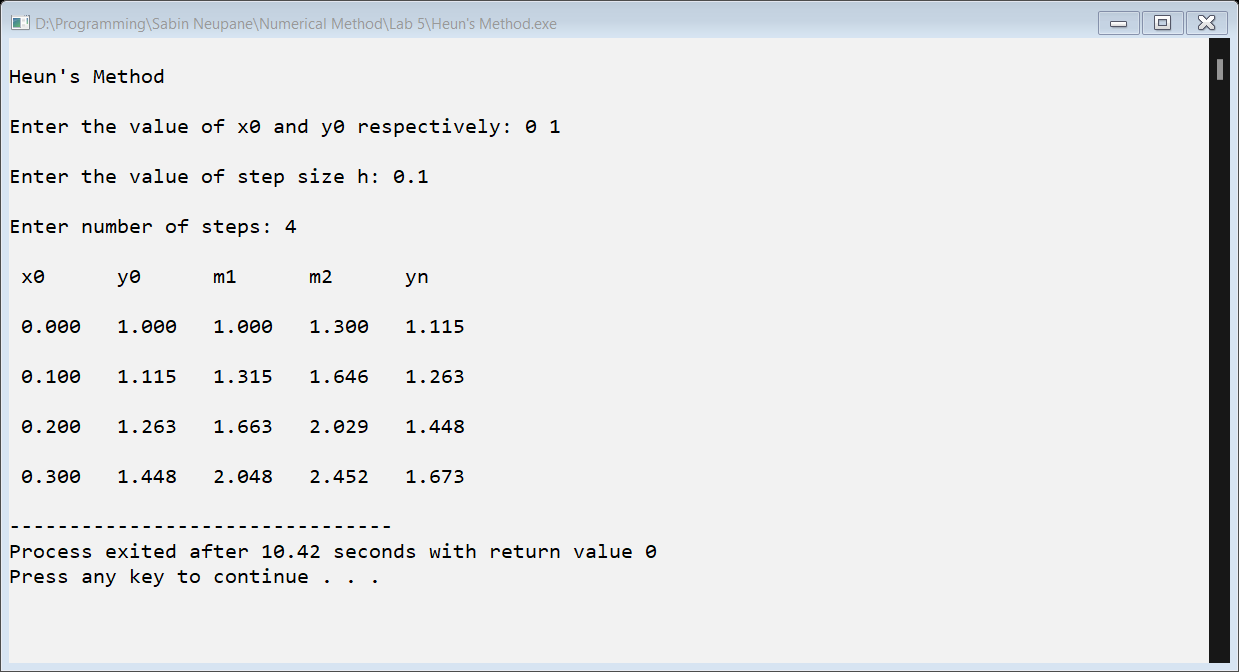 D:\Programming\Sabin Neupane\Numerical Method\Lab 5\Heun's Method.exe
Heun's Method
Enter the value of x0 and y0 respectively: 0 1
Enter the value of step size h: 0.1
Enter number of steps: 4
x0 y0 m1 m2 yn
0.000 1.000 1.000 1.300 1.115
0.100 1.115 1.315 1.646 1.263
0.200 1.263 1.663 2.029 1.448
0.300 1.448 2.048 2.452 1.673
--------------------------------
Process exited after 10.42 seconds with return value 0
Press any key to continue . . .